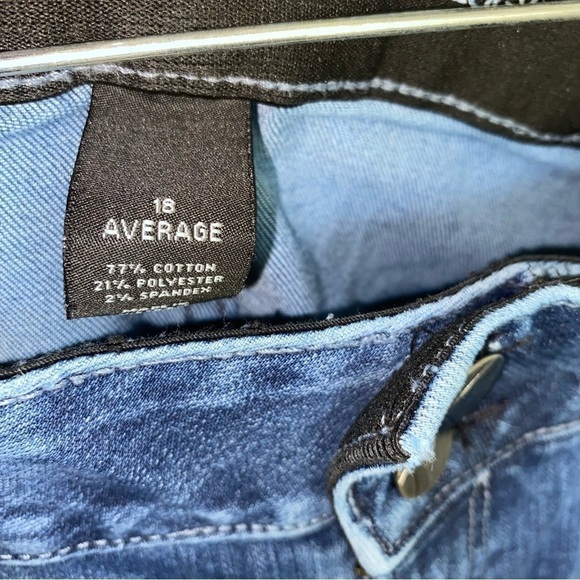 18
AVERAGE
77% COTTON
21% POLYESTER
2% SPANDEX